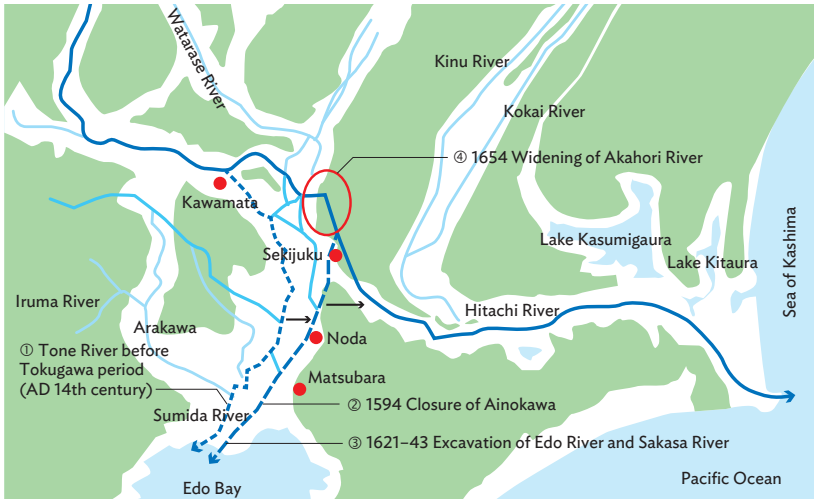 Watarase River
Kinu River
Kokai River
④ 1654 Widening of Akahori River
Kawamata
Sekijuku
Lake Kasumigaura
Lake Kitaura
Sea of Kashima
Iruma River
Arakawa
Hitachi River
Noda
① Tone River before
Tokugawa period
(AD 14th century)
Matsubara
Sumida River
② 1594 Closure of Ainokawa
③ 1621–43 Excavation of Edo River and Sakasa River
Edo Bay
Pacific Ocean